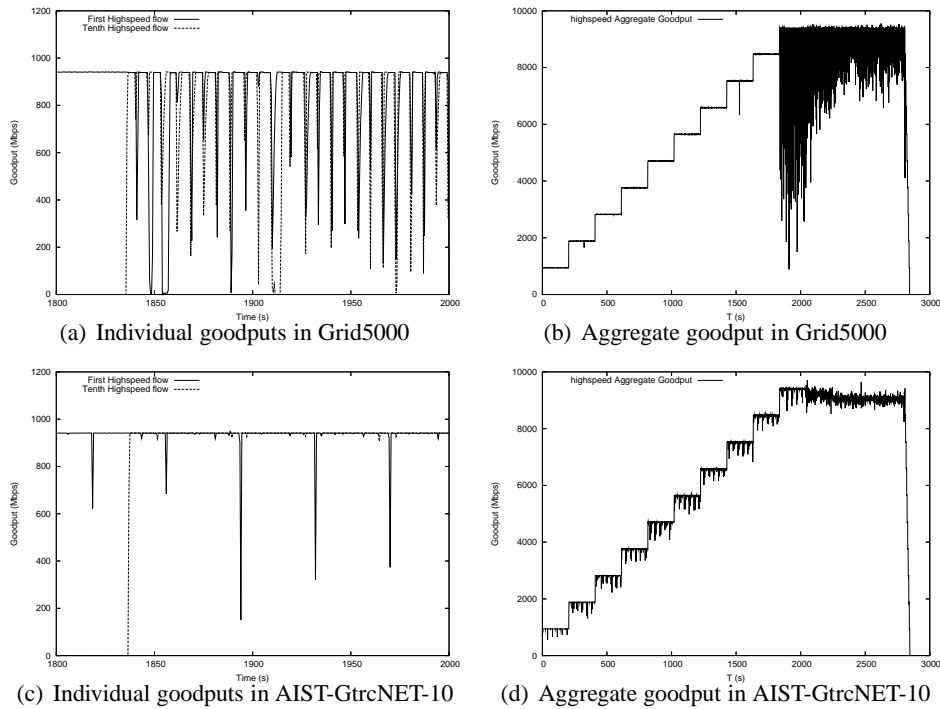 First Highspeed flow
Tenth Highspeed flow
1200
1000
800
600
400
200
0
Goodput (Mbps)
1800
1850
1900
1950
2000
Time (s)
(a) Individual goodputs in Grid5000
highspeed Aggregate Goodput
10000
8000
6000
4000
2000
0
Goodput (Mbps)
0
500
1000
1500
2000
2500
3000
T (s)
(b) Aggregate goodput in Grid5000
First Highspeed flow
Tenth Highspeed flow
1200
1000
800
600
400
200
0
Goodput (Mbps)
1800
1850
1900
1950
2000
Time (s)
(c) Individual goodputs in AIST-GtrcNET-10
highspeed Aggregate Goodput
10000
8000
6000
4000
2000
0
Goodput (Mbps)
0
500
1000
1500
2000
2500
3000
T (s)
(d) Aggregate goodput in AIST-GtrcNET-10